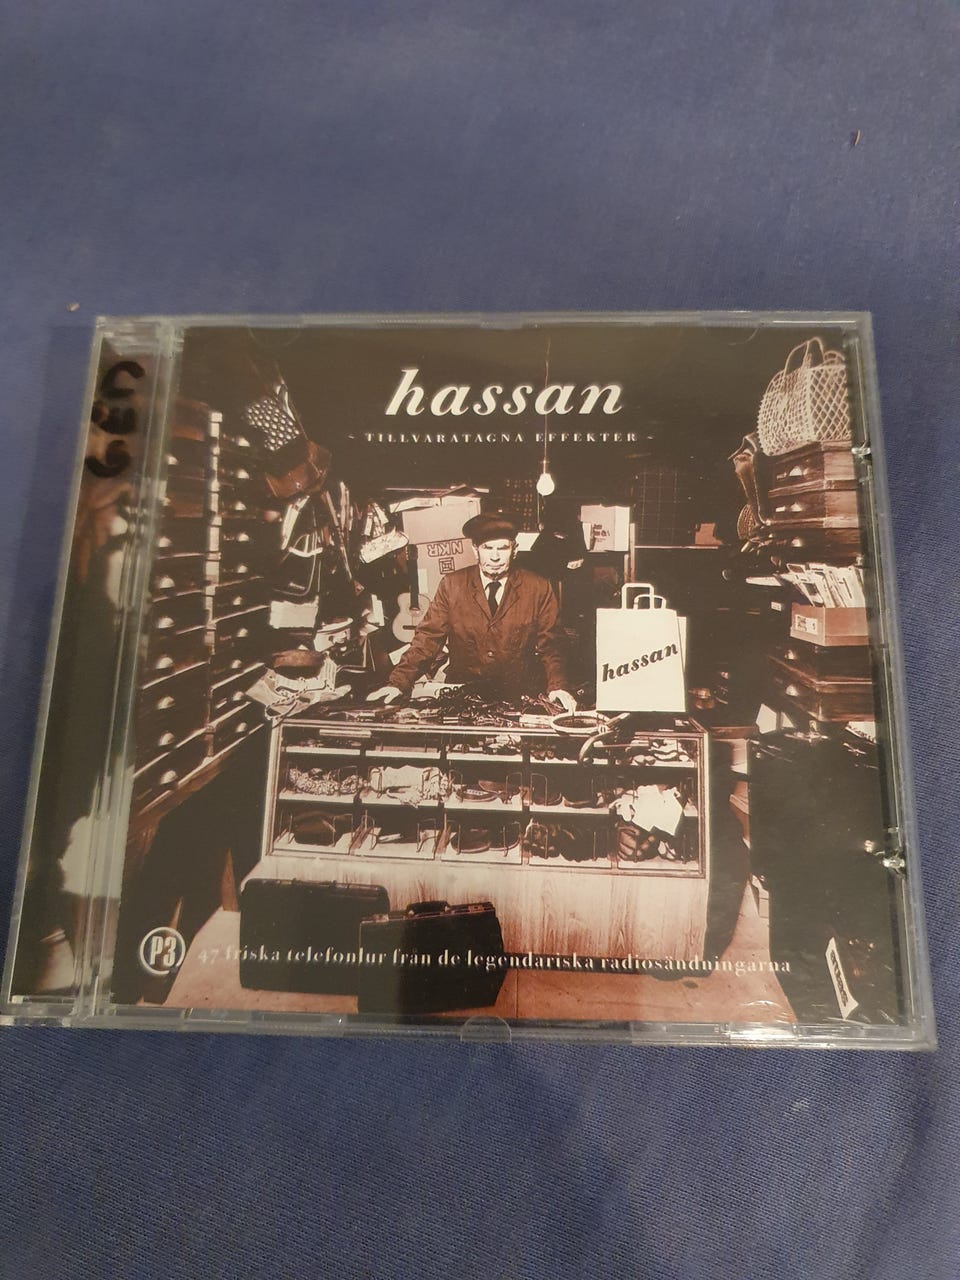 hassan
- TILLVARATAGNA EFFEKTER -
NKR
hassan
P3
47 friska telefonlur från de legendariska radiosändningarna